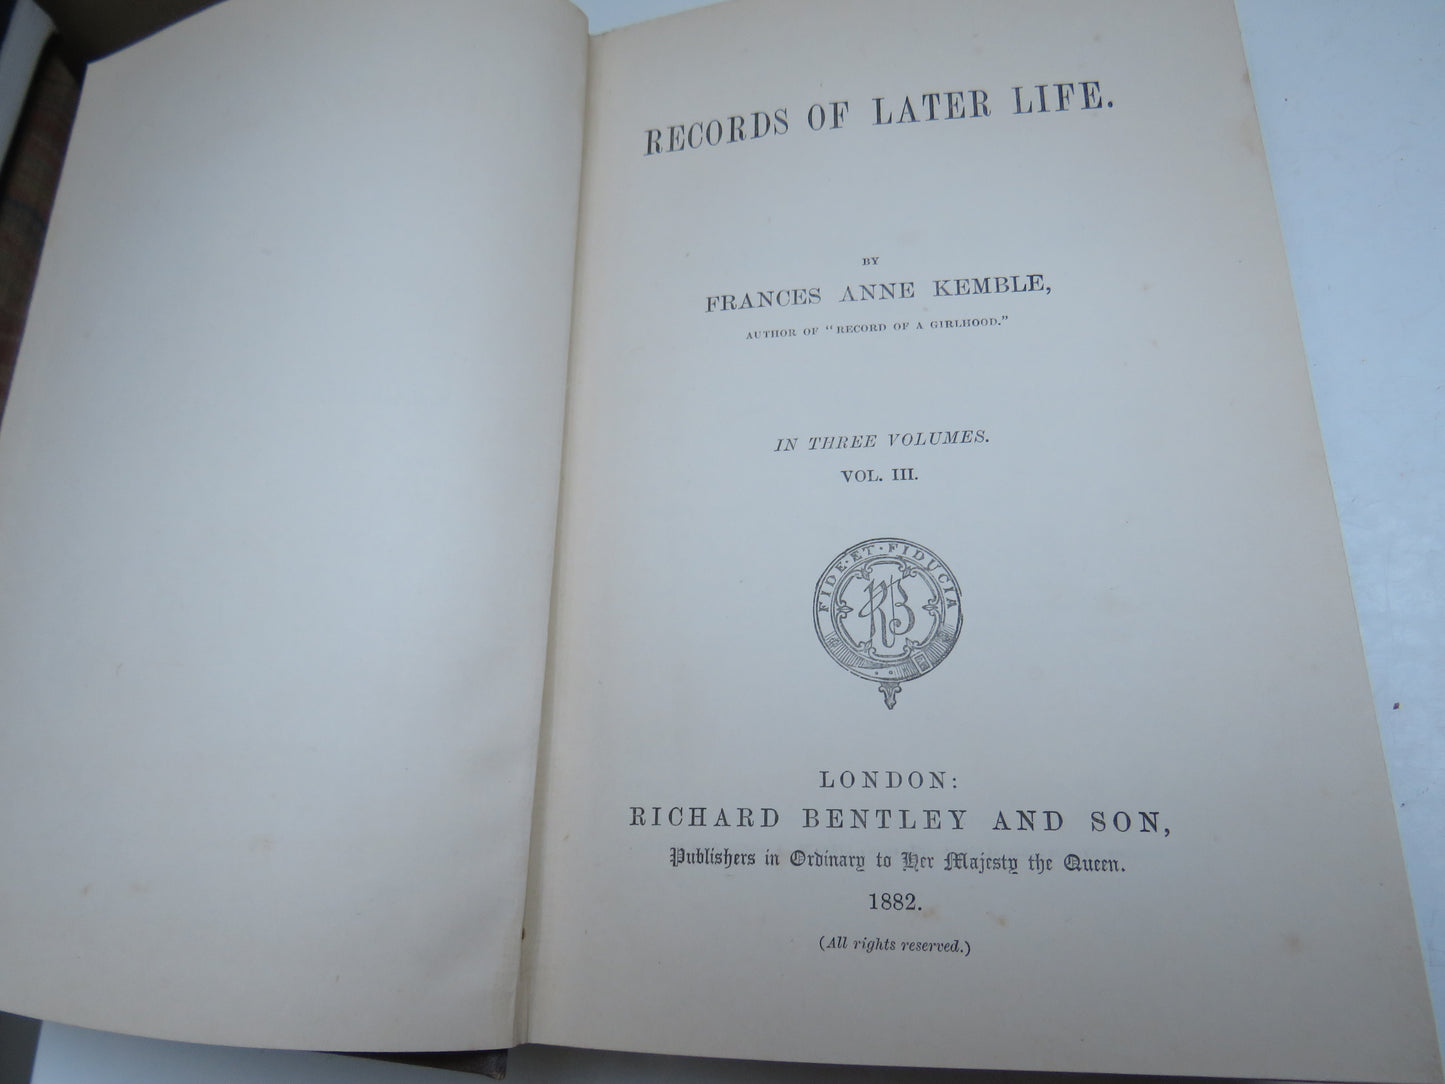 RECORDS OF LATER LIFE.
BY
FRANCES ANNE KEMBLE,
AUTHOR OF "RECORD OF A GIRLHOOD."
IN THREE VOLUMES.
VOL. III.
FIDE·ET·FIDUCIA
RB
LONDON:
RICHARD BENTLEY AND SON,
Publishers in Ordinary to Her Majesty the Queen.
1882.
(All rights reserved.)